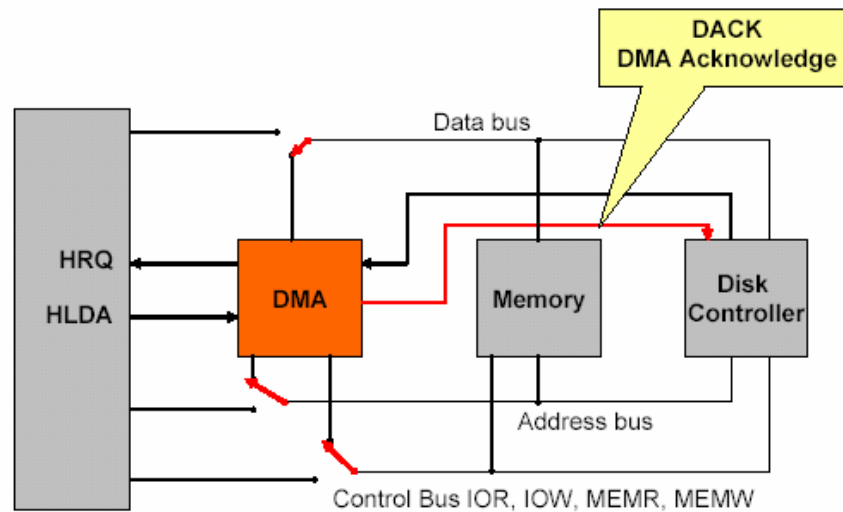 DACK
DMA Acknowledge
Data bus
HRQ
HLDA
DMA
Memory
Disk
Controller
Address bus
Control Bus IOR, IOW, MEMR, MEMW